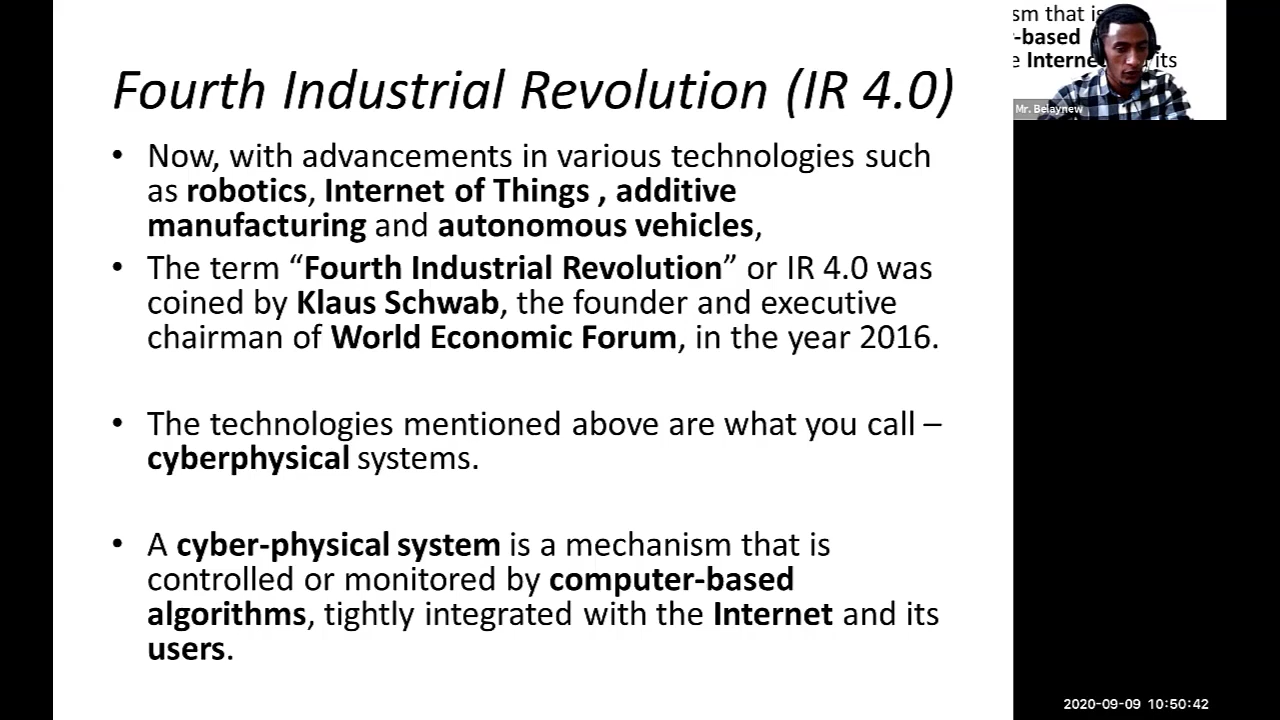 Fourth Industrial Revolution (IR 4.0)
• Now, with advancements in various technologies such
as robotics, Internet of Things , additive
manufacturing and autonomous vehicles,
• The term “Fourth Industrial Revolution” or IR 4.0 was
coined by Klaus Schwab, the founder and executive
chairman of World Economic Forum, in the year 2016.
• The technologies mentioned above are what you call –
cyberphysical systems.
• A cyber-physical system is a mechanism that is
controlled or monitored by computer-based
algorithms, tightly integrated with the Internet and its
users.
sm that is
-based
e Interne its
Mr. Belaynew
2020-09-09 10:50:42